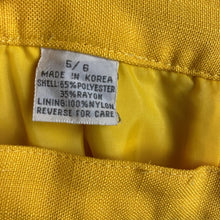 5/6
MADE IN KOREA
SHELL:65%POLYESTER
35%RAYON
LINING:100%NYLON
REVERSE FOR CARE